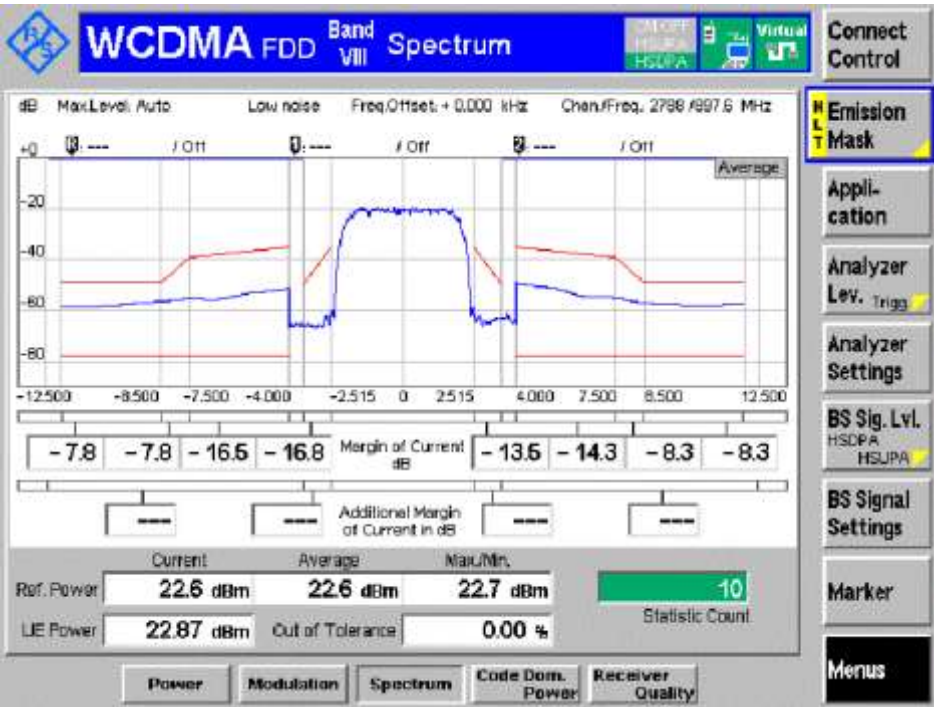 R&S
WCDMA FDD Band VIII Spectrum
HSDPA
Virtual
Connect Control
dB Max.Level: Auto Low noise Freq.Offset: + 0.000 kHz Chan./Freq.: 2788 /897.6 MHz
R: --- / Off 1: --- / Off 2: --- / Off
Emission Mask
HLT
+0
Average
-20
-40
-60
-80
-12.500 -8.500 -7.500 -4.000 -2.515 0 2.515 4.000 7.500 8.500 12.500
-7.8 -7.8 -16.5 -16.8 Margin of Current dB -13.5 -14.3 -8.3 -8.3
--- --- Additional Margin of Current in dB --- ---
Current Average Max./Min.
Ref. Power 22.6 dBm 22.6 dBm 22.7 dBm 10
Statistic Count
UE Power 22.87 dBm Out of Tolerance 0.00 %
Appli-
cation
Analyzer
Lev. Trigg.
Analyzer
Settings
BS Sig. Lvl.
HSDPA
HSUPA
BS Signal
Settings
Marker
Menus
Power Modulation Spectrum Code Dom. Power Receiver Quality